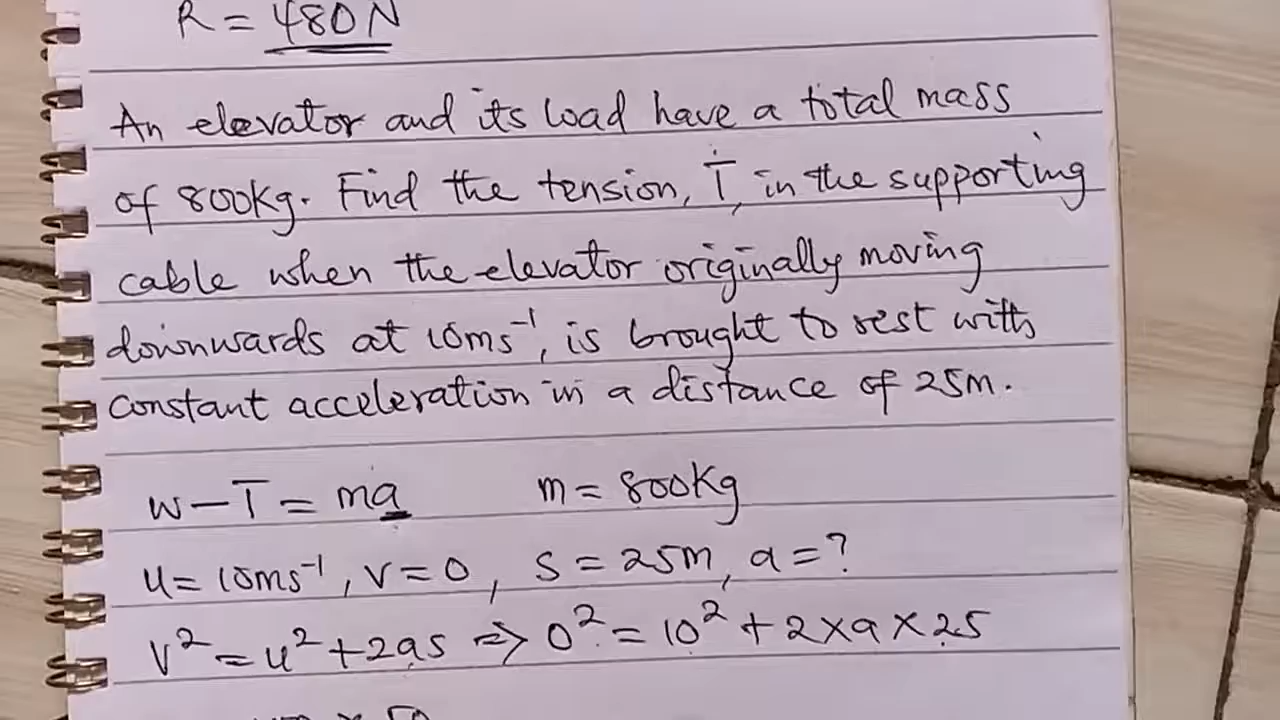 R = 480N
An elevator and its load have a total mass
of 800kg. Find the tension, T, in the supporting
cable when the elevator originally moving
downwards at 10ms⁻¹, is brought to rest with
constant acceleration in a distance of 25m.
W - T = ma m = 800kg
u = 10ms⁻¹, v = 0, s = 25m, a = ?
v² = u² + 2as ⇒ 0² = 10² + 2 × a × 25